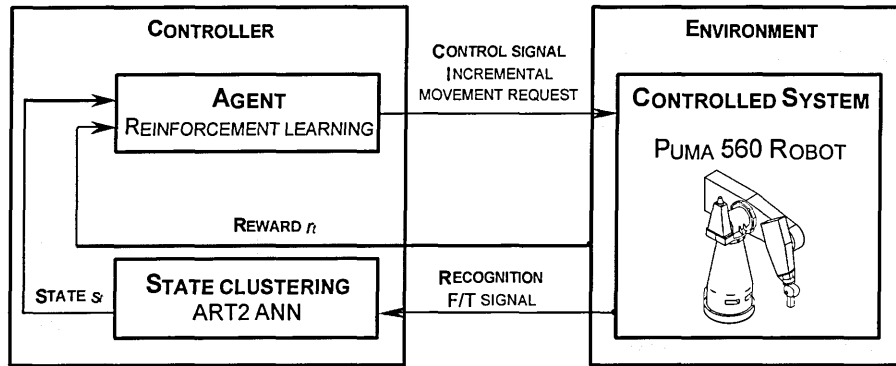 CONTROLLER
ENVIRONMENT
CONTROL SIGNAL
INCREMENTAL
MOVEMENT REQUEST
AGENT
REINFORCEMENT LEARNING
CONTROLLED SYSTEM
PUMA 560 ROBOT
REWARD rt
STATE st
STATE CLUSTERING
ART2 ANN
RECOGNITION
F/T SIGNAL